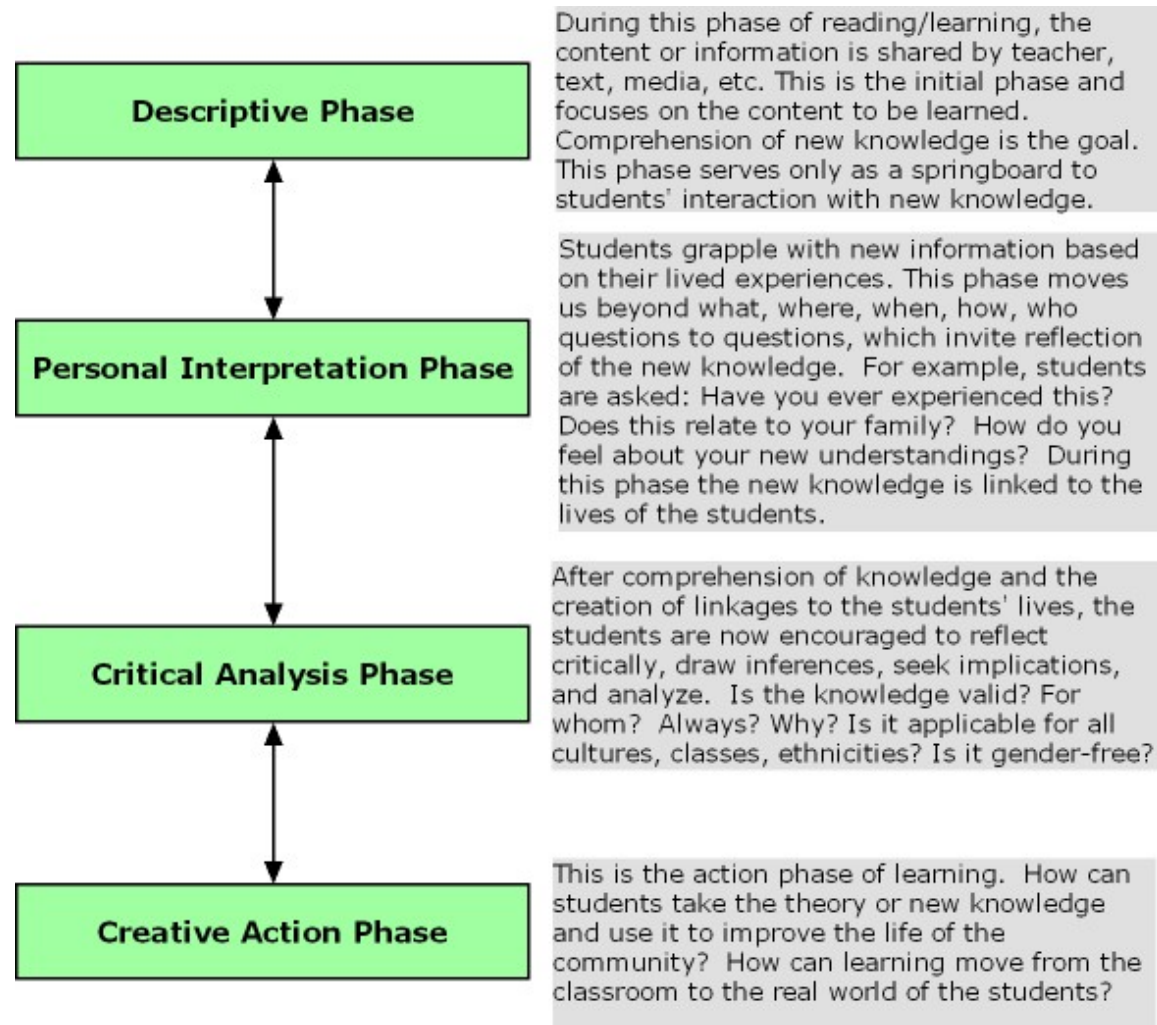 During this phase of reading/learning, the
content or information is shared by teacher,
text, media, etc. This is the initial phase and
focuses on the content to be learned.
Comprehension of new knowledge is the goal.
This phase serves only as a springboard to
students' interaction with new knowledge.
Descriptive Phase
Students grapple with new information based
on their lived experiences. This phase moves
us beyond what, where, when, how, who
questions to questions, which invite reflection
of the new knowledge.  For example, students
are asked: Have you ever experienced this?
Does this relate to your family?  How do you
feel about your new understandings?  During
this phase the new knowledge is linked to the
lives of the students.
Personal Interpretation Phase
After comprehension of knowledge and the
creation of linkages to the students' lives, the
students are now encouraged to reflect
critically, draw inferences, seek implications,
and analyze.  Is the knowledge valid? For
whom?  Always? Why? Is it applicable for all
cultures, classes, ethnicities? Is it gender-free?
Critical Analysis Phase
This is the action phase of learning.  How can
students take the theory or new knowledge
and use it to improve the life of the
community?  How can learning move from the
classroom to the real world of the students?
Creative Action Phase